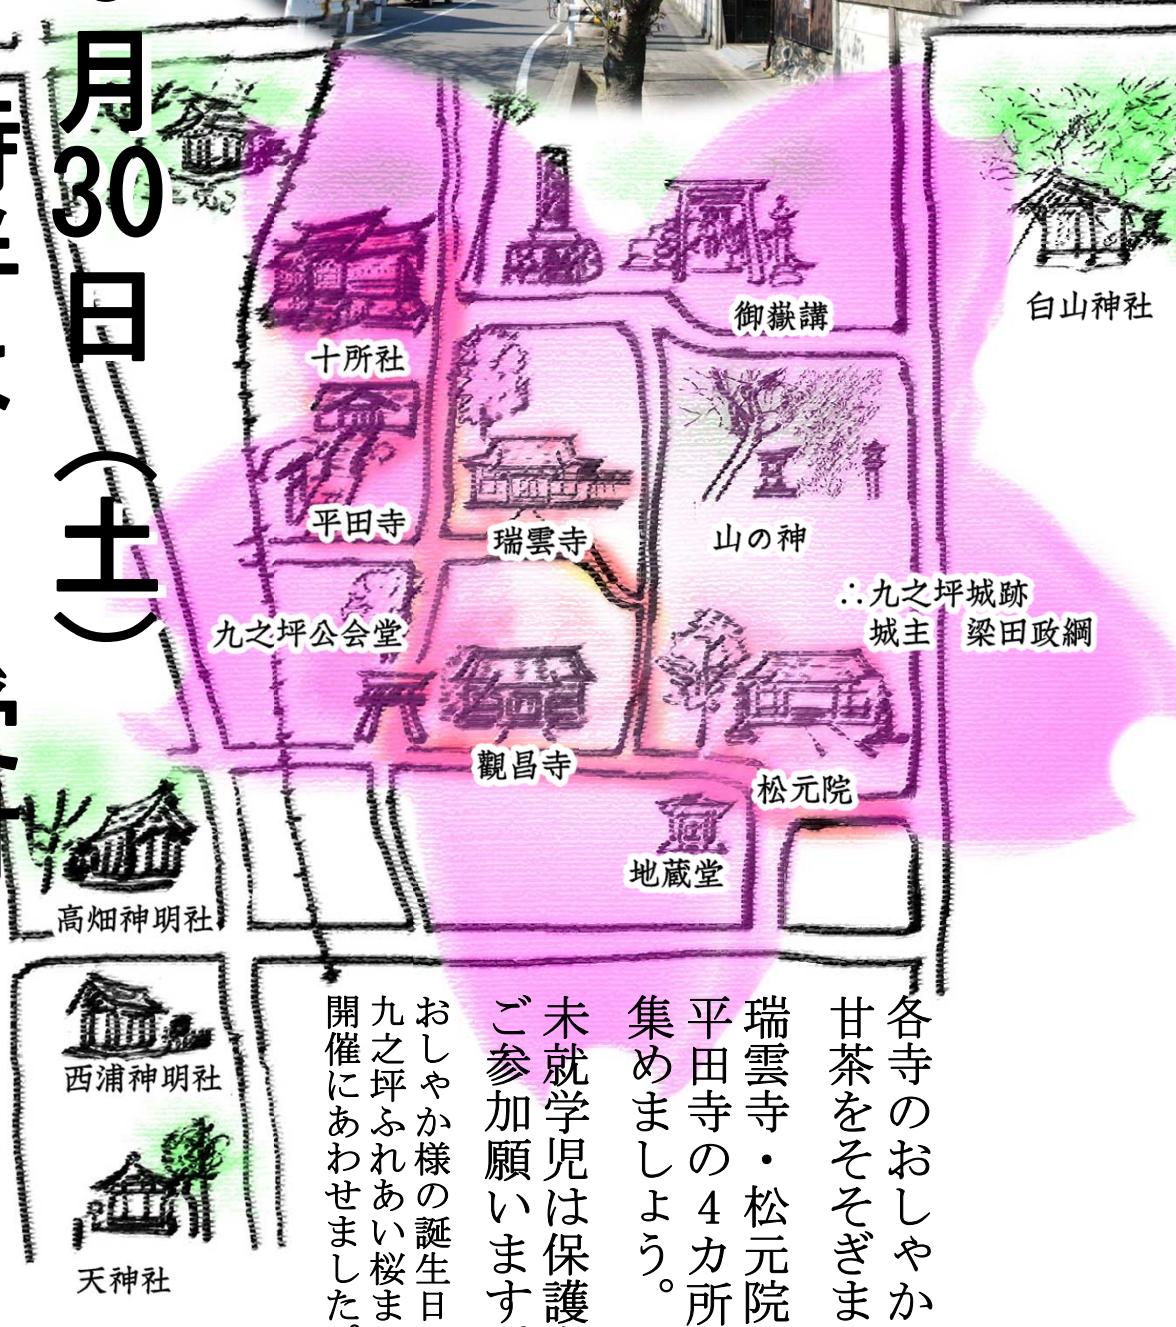 月30日（土）
御嶽講
白山神社
十所社
平田寺
瑞雲寺
山の神
∴九之坪城跡
城主　梁田政綱
九之坪公会堂
觀昌寺
松元院
地蔵堂
高畑神明社
西浦神明社
天神社
各寺のおしゃか
甘茶をそそぎま
瑞雲寺・松元院
平田寺の４カ所
集めましょう。
未就学児は保護
ご参加願います。
おしゃか様の誕生日
九之坪ふれあい桜ま
開催にあわせました。